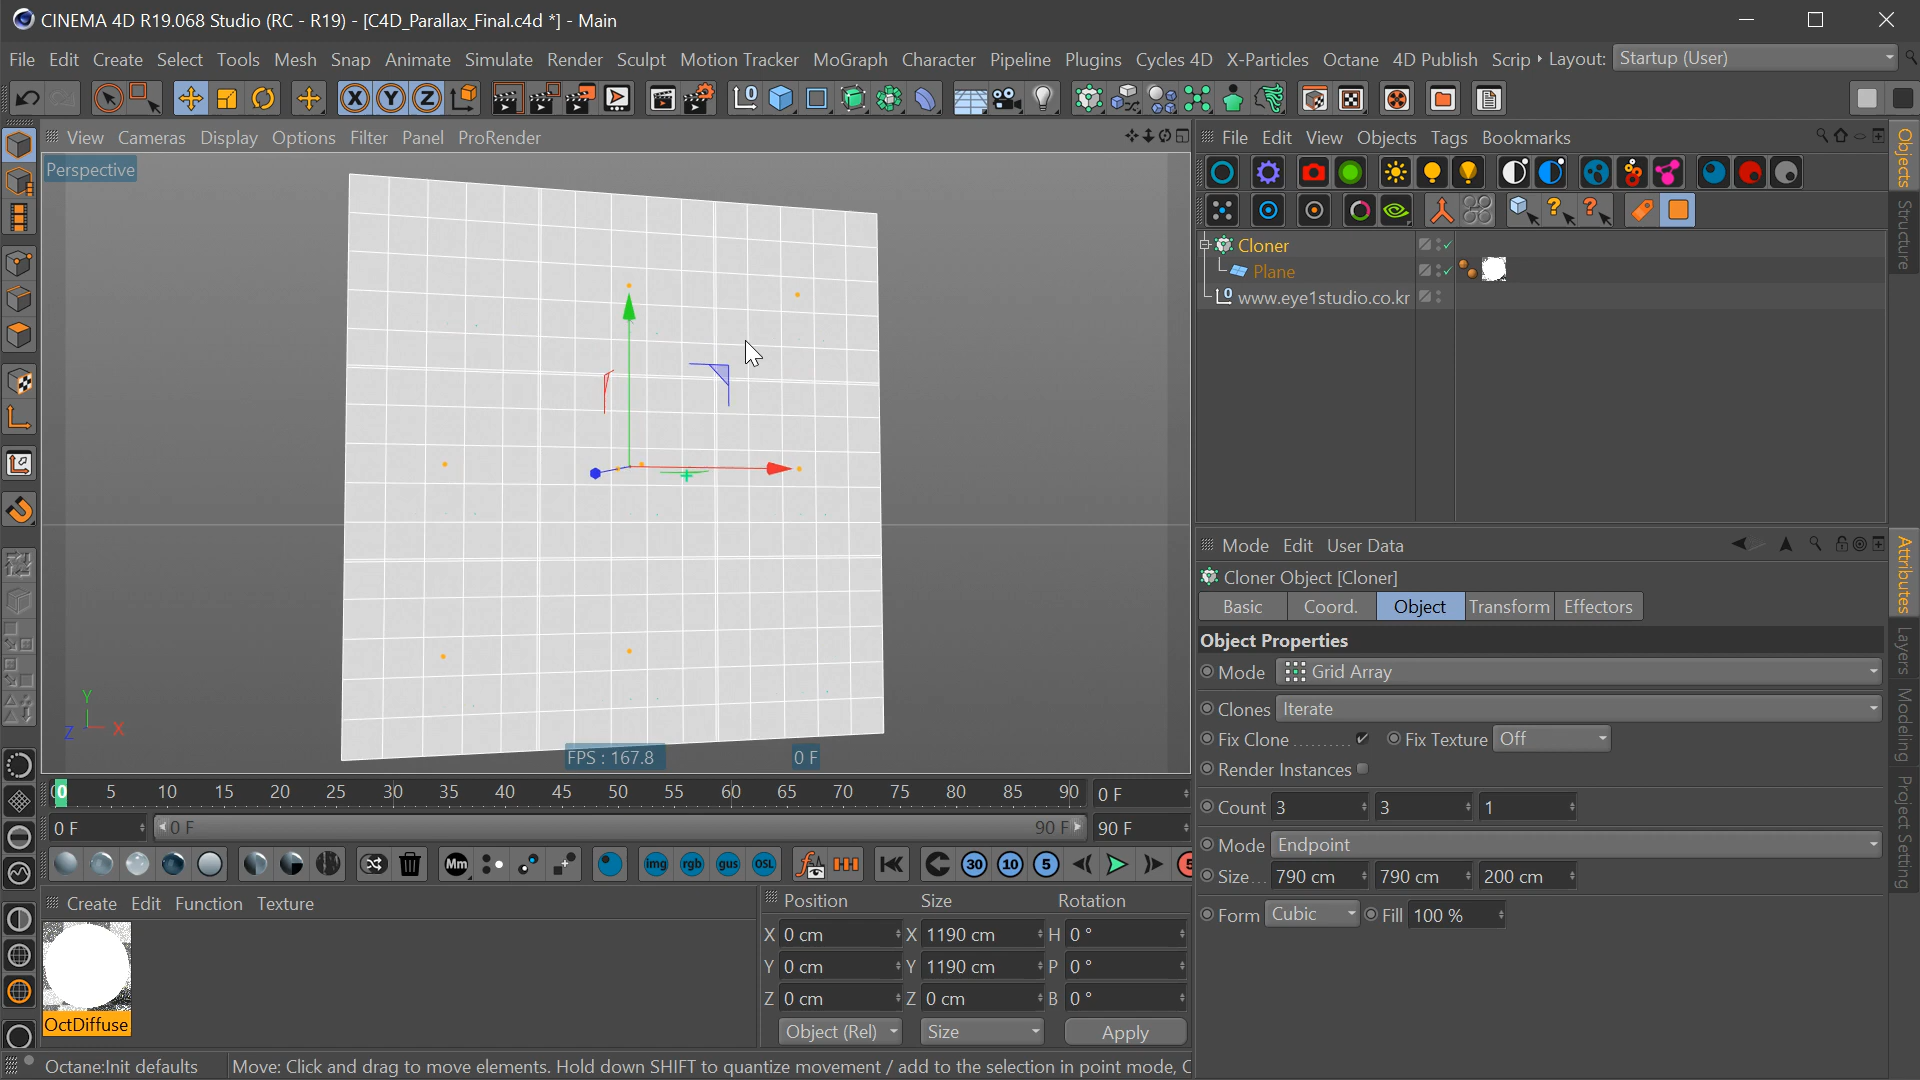 CINEMA 4D R19.068 Studio (RC - R19) - [C4D_Parallax_Final.c4d *] - Main
File Edit Create Select Tools Mesh Snap Animate Simulate Render Sculpt Motion Tracker MoGraph Character Pipeline Plugins Cycles 4D X-Particles Octane 4D Publish Scrip Layout: Startup (User)
View Cameras Display Options Filter Panel ProRender
Perspective
Y
Z X
FPS : 167.8 0 F
File Edit View Objects Tags Bookmarks
Cloner
Plane
www.eye1studio.co.kr
Objects
Structure
Mode Edit User Data
Cloner Object [Cloner]
Basic Coord. Object Transform Effectors
Object Properties
Mode Grid Array
Clones Iterate
Fix Clone Fix Texture Off
Render Instances
Count 3 3 1
Mode Endpoint
Size 790 cm 790 cm 200 cm
Form Cubic Fill 100 %
Attributes
Layers
Modeling
Project Setting
0 5 10 15 20 25 30 35 40 45 50 55 60 65 70 75 80 85 90 0 F
0 F 0 F 90 F 90 F
Mm img rgb gus OSL 30 10 5 5
Create Edit Function Texture
OctDiffuse
Position Size Rotation
X 0 cm X 1190 cm H 0 °
Y 0 cm Y 1190 cm P 0 °
Z 0 cm Z 0 cm B 0 °
Object (Rel) Size Apply
Octane:Init defaults Move: Click and drag to move elements. Hold down SHIFT to quantize movement / add to the selection in point mode, C